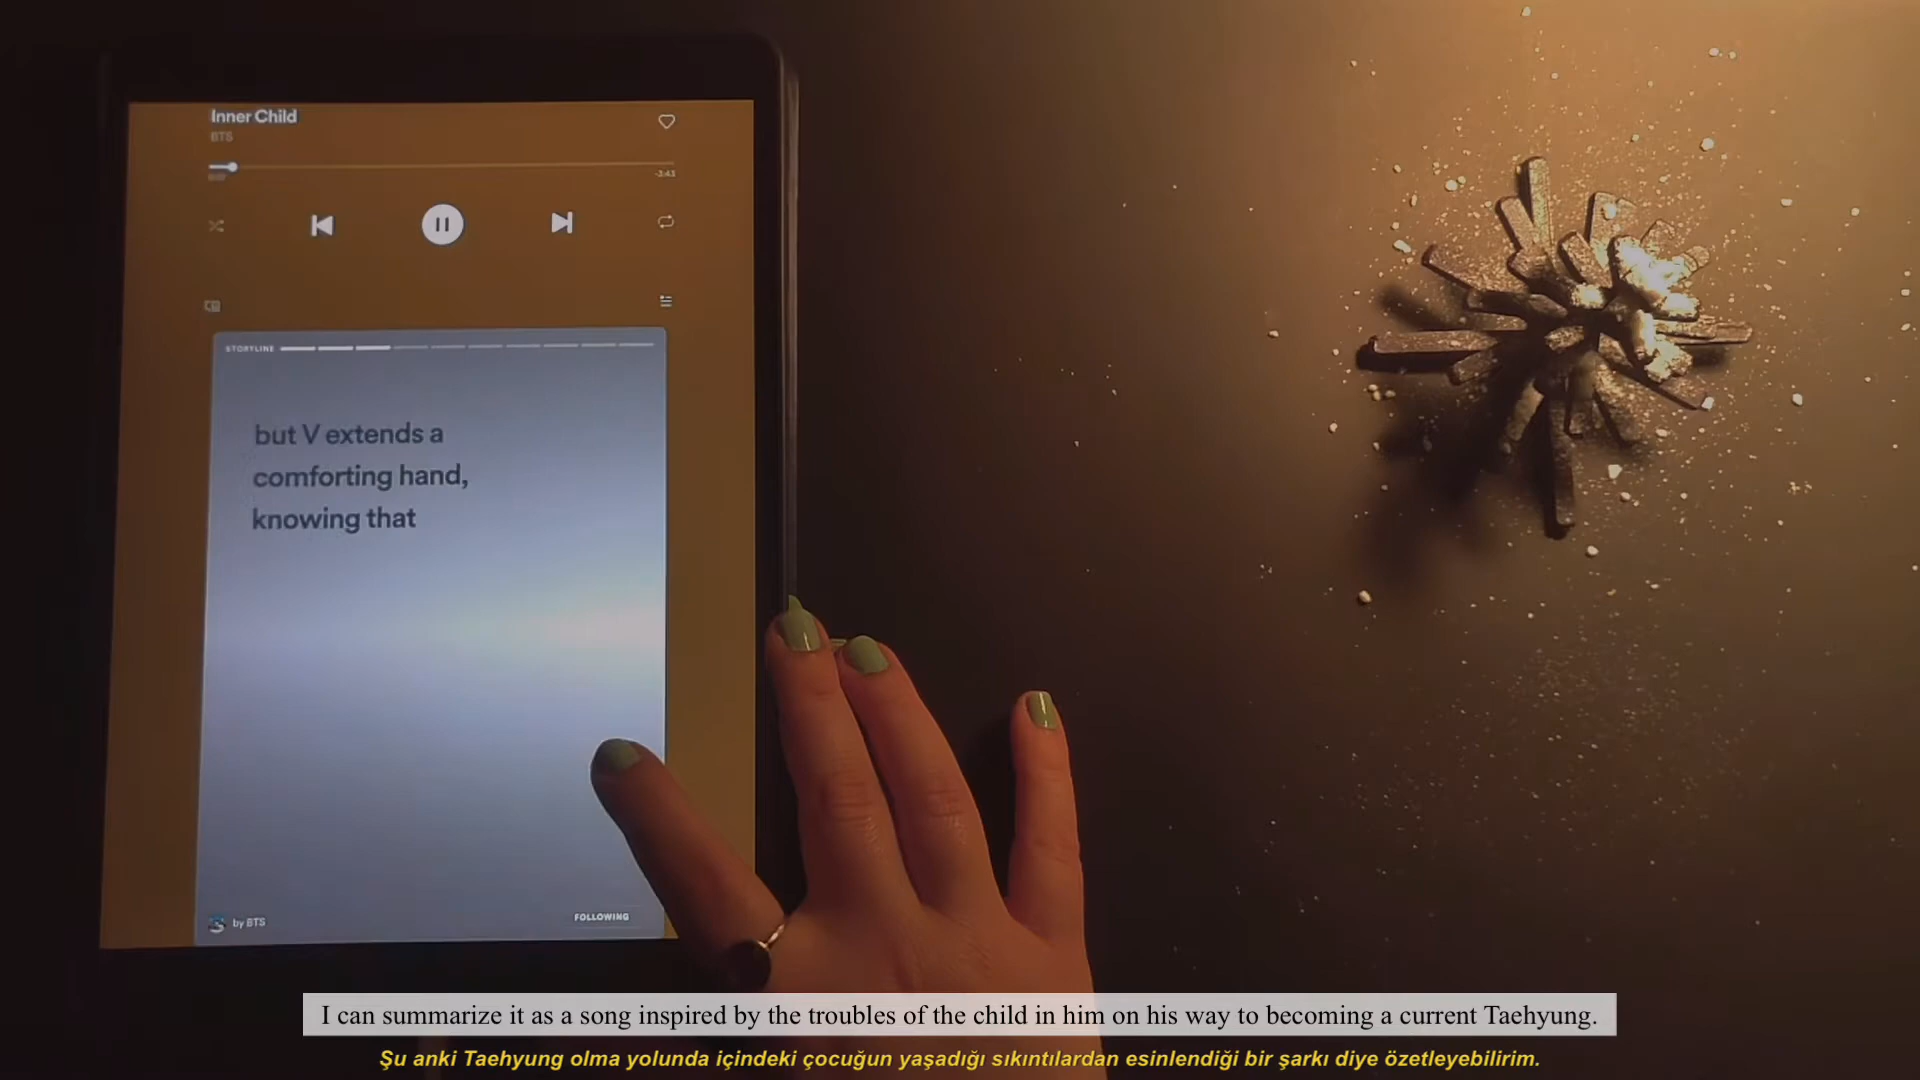 Inner Child
BTS
-3:43
STORYLINE
but V extends a
comforting hand,
knowing that
by BTS
FOLLOWING
I can summarize it as a song inspired by the troubles of the child in him on his way to becoming a current Taehyung.
Şu anki Taehyung olma yolunda içindeki çocuğun yaşadığı sıkıntılardan esinlendiği bir şarkı diye özetleyebilirim.